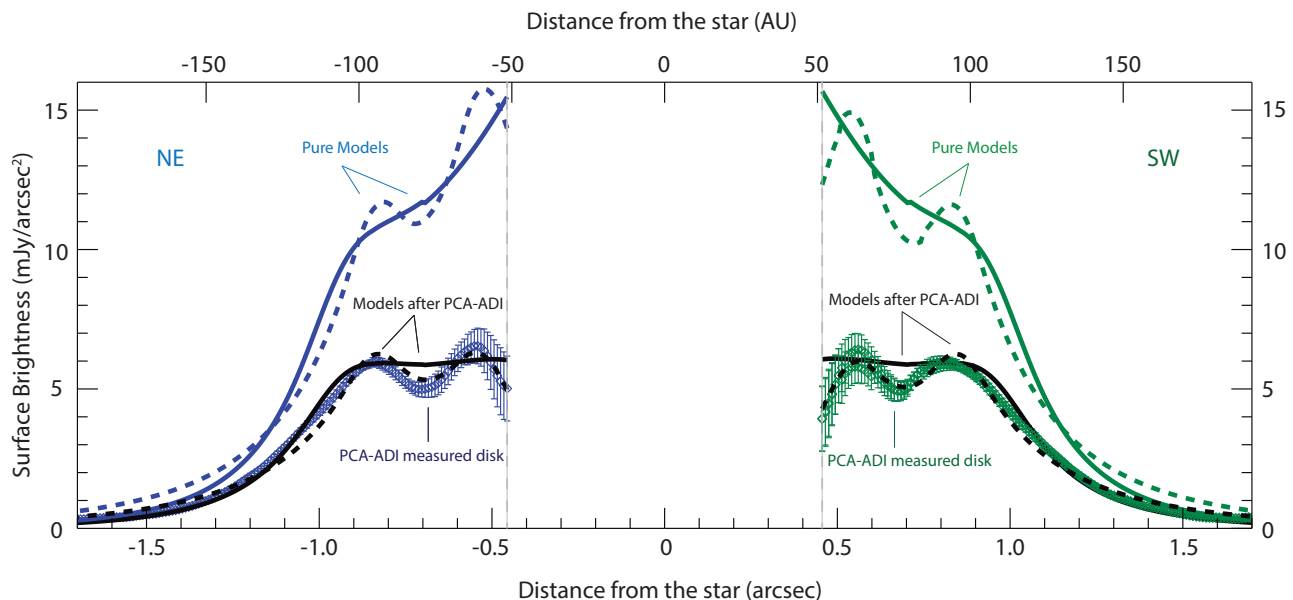 Distance from the star (AU)
-150 -100 -50 0 50 100 150
15 15
NE Pure Models Pure Models SW
10 10
Models after PCA-ADI Models after PCA-ADI
5 5
PCA-ADI measured disk PCA-ADI measured disk
0 0
-1.5 -1.0 -0.5 0 0.5 1.0 1.5
Distance from the star (arcsec)
Surface Brightness (mJy/arcsec²)